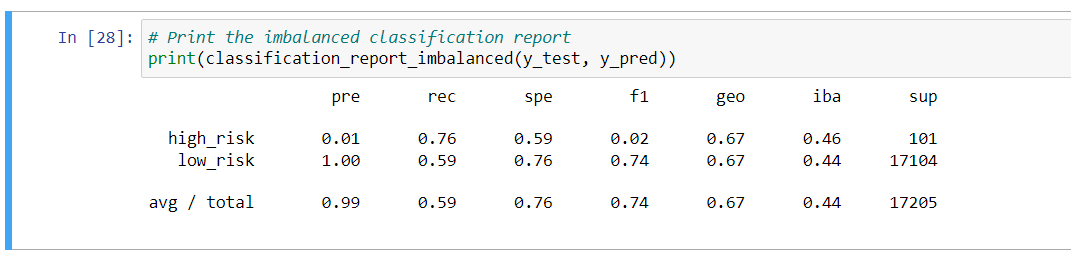 In [28]: # Print the imbalanced classification report
print(classification_report_imbalanced(y_test, y_pred))
pre rec spe f1 geo iba sup
high_risk 0.01 0.76 0.59 0.02 0.67 0.46 101
low_risk 1.00 0.59 0.76 0.74 0.67 0.44 17104
avg / total 0.99 0.59 0.76 0.74 0.67 0.44 17205